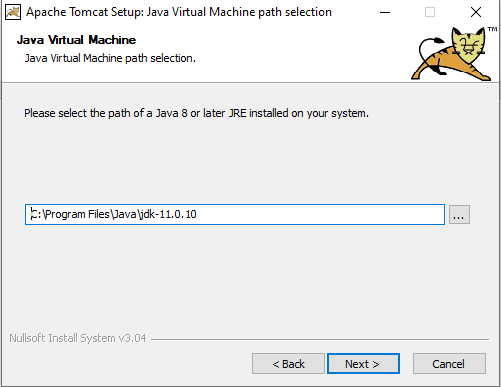 Apache Tomcat Setup: Java Virtual Machine path selection
Java Virtual Machine
Java Virtual Machine path selection.
TM
Please select the path of a Java 8 or later JRE installed on your system.
C:\Program Files\Java\jdk-11.0.10
...
Nullsoft Install System v3.04
< Back
Next >
Cancel